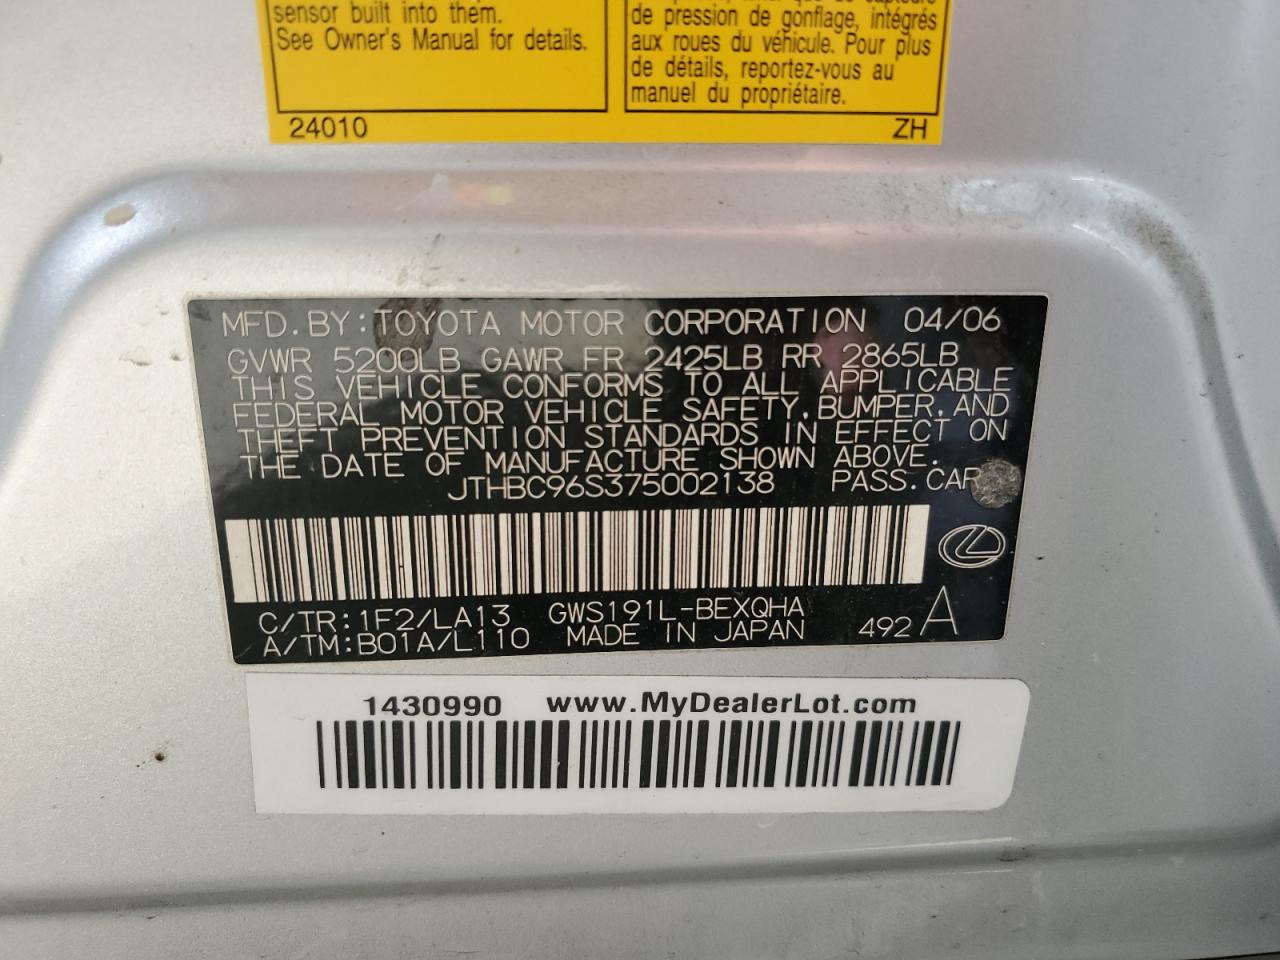 sensor built into them.
See Owner's Manual for details.
de pression de gonflage, intégrés
aux roues du véhicule. Pour plus
de détails, reportez-vous au
manuel du propriétaire.
24010
ZH
MFD.BY:TOYOTA MOTOR CORPORATION 04/06
GVWR 5200LB GAWR FR 2425LB RR 2865LB
THIS VEHICLE CONFORMS TO ALL APPLICABLE
FEDERAL MOTOR VEHICLE SAFETY,BUMPER,AND
THEFT PREVENTION STANDARDS IN EFFECT ON
THE DATE OF MANUFACTURE SHOWN ABOVE.
JTHBC96S375002138 PASS.CAR
C/TR:1F2/LA13 GWS191L-BEXQHA
A/TM:B01A/L110 MADE IN JAPAN 492 A
1430990 www.MyDealerLot.com